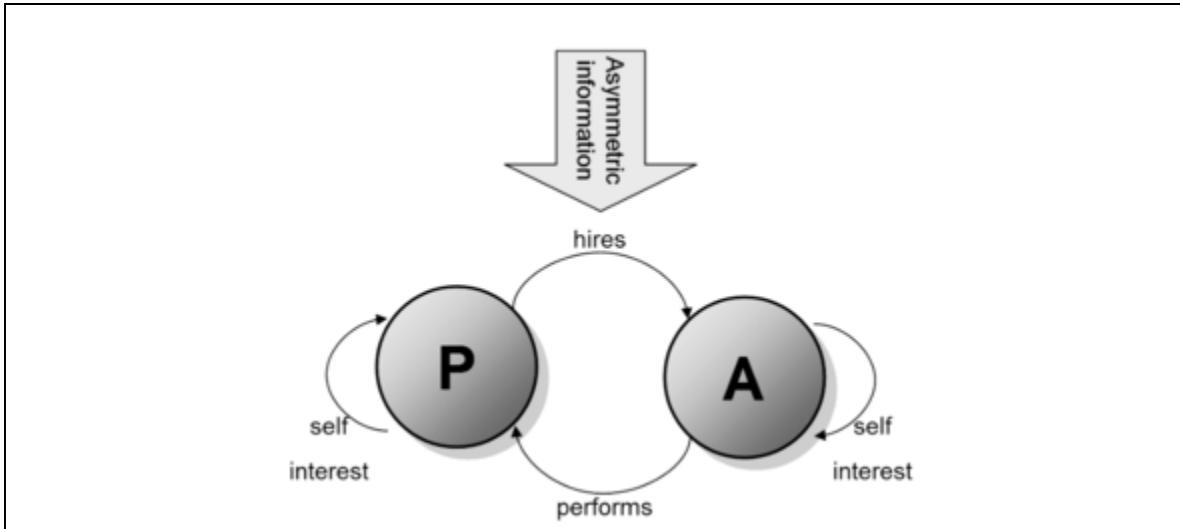 Asymmetric
information
hires
P
A
self
interest
self
interest
performs